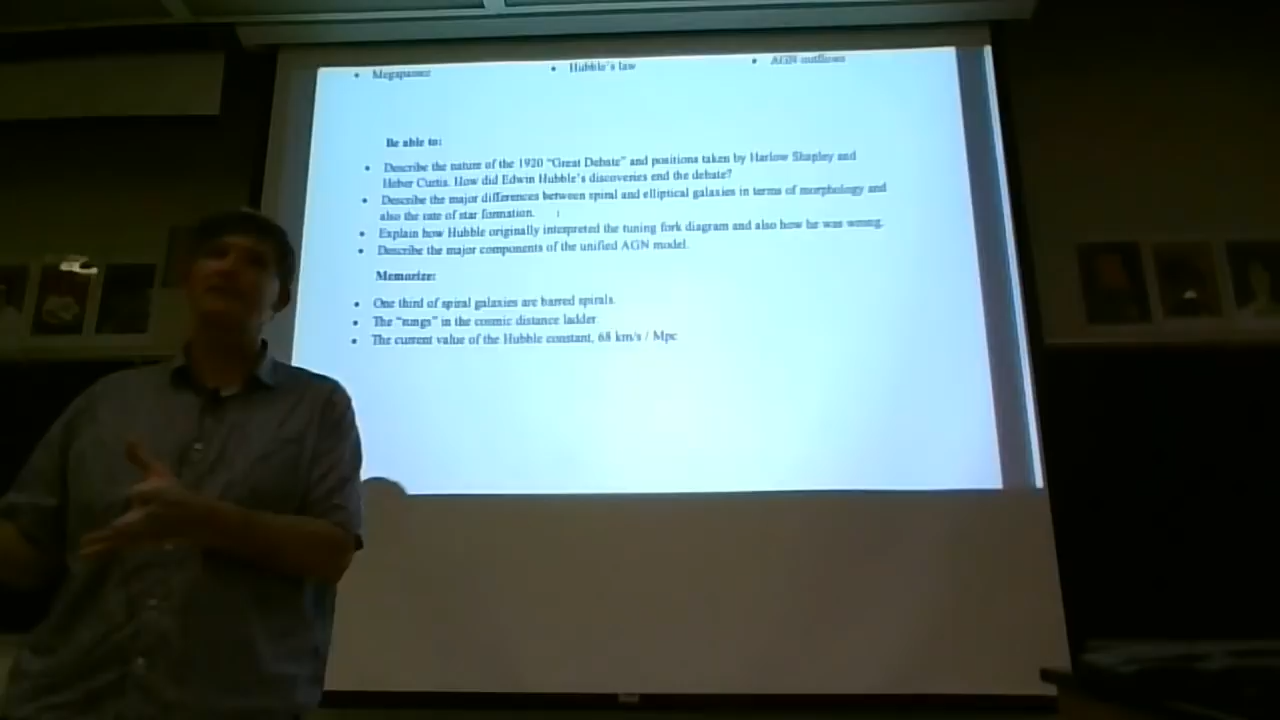 • Megaparsec • Hubble's law • AGN outflows
Be able to:
• Describe the nature of the 1920 "Great Debate" and positions taken by Harlow Shapley and
Heber Curtis. How did Edwin Hubble's discoveries end the debate?
• Describe the major differences between spiral and elliptical galaxies in terms of morphology and
also the rate of star formation.
• Explain how Hubble originally interpreted the tuning fork diagram and also how he was wrong.
• Describe the major components of the unified AGN model.
Memorize:
• One third of spiral galaxies are barred spirals.
• The "rungs" in the cosmic distance ladder
• The current value of the Hubble constant, 68 km/s / Mpc